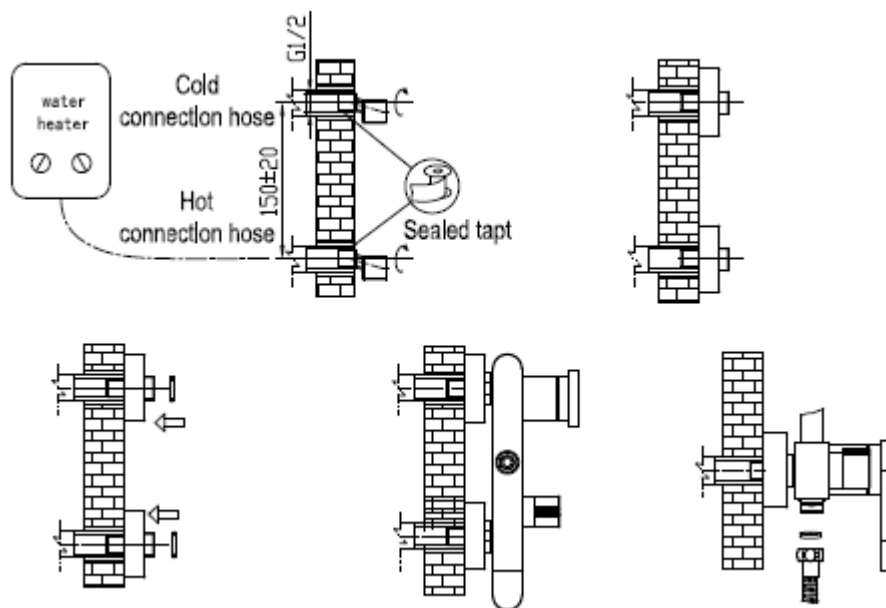 G1/2
Cold
connection hose
water
heater
150±20
Hot
connection hose
Sealed tapt